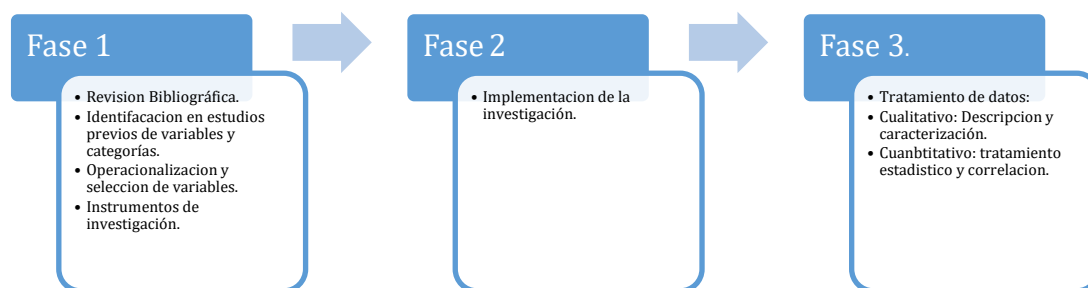 Fase 1
• Revision Bibliográfica.
• Identifacacion en estudios
previos de variables y
categorías.
• Operacionalizacion y
seleccion de variables.
• Instrumentos de
investigación.
Fase 2
• Implementacion de la
investigación.
Fase 3.
• Tratamiento de datos:
• Cualitativo: Descripcion y
caracterización.
• Cuanbtitativo: tratamiento
estadistico y correlacion.